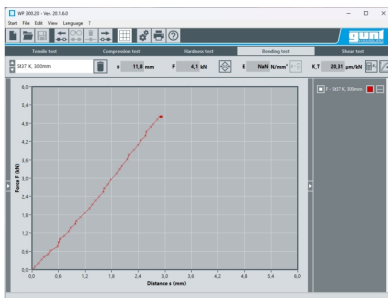 WP 300.20 - Ver. 20.1.6.0
Start File Edit View Language ?
gunt
Tensile test Compression test Hardness test Bending test Shear test
St37 K, 300mm s 11,8 mm F 4,1 kN E NaN N/mm² K_T 20,31 µm/kN
F - St37 K, 300mm
6,0
5,4
4,8
4,2
3,6
3,0
2,4
1,8
1,2
0,6
0,0
Force F (kN)
0,0 0,6 1,2 1,8 2,4 3,0 3,6 4,2 4,8 5,4 6,0
Distance s (mm)